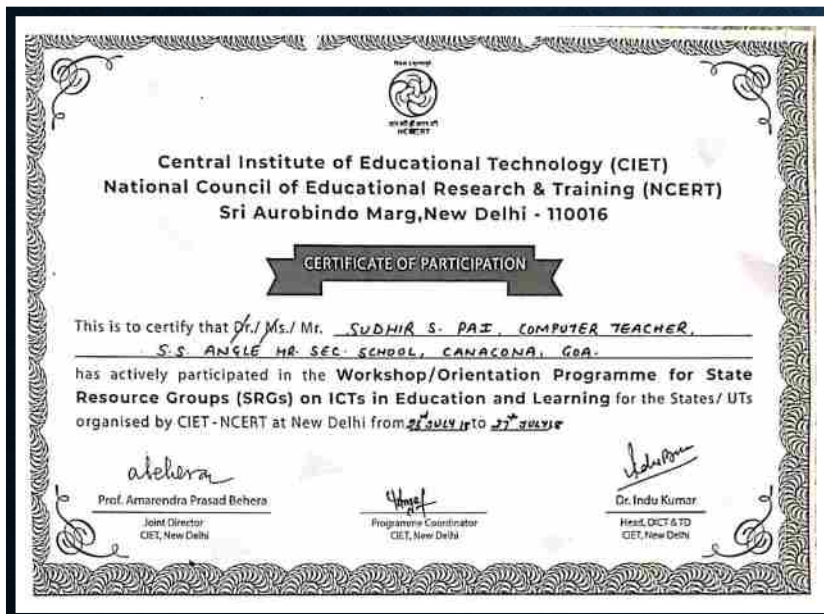 NCERT
Central Institute of Educational Technology (CIET)
National Council of Educational Research & Training (NCERT)
Sri Aurobindo Marg,New Delhi - 110016
CERTIFICATE OF PARTICIPATION
This is to certify that Dr./ Ms./ Mr. SUDHIR S. PAI, COMPUTER TEACHER,
S.S. ANGLE HR. SEC. SCHOOL, CANACONA, GOA.
has actively participated in the Workshop/Orientation Programme for State
Resource Groups (SRGs) on ICTs in Education and Learning for the States/ UTs
organised by CIET-NCERT at New Delhi from JULY 18 to 27th JULY 18
Prof. Amarendra Prasad Behera
Joint Director
CIET, New Delhi
Programme Coordinator
CIET, New Delhi
Dr. Indu Kumar
Head, DICT & TD
CIET, New Delhi